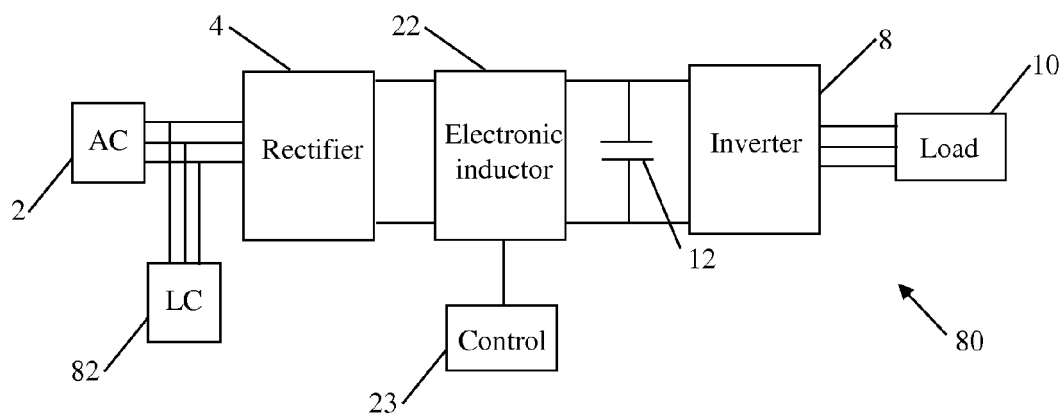 4
22
8
10
AC
Rectifier
Electronic
inductor
Inverter
Load
2
12
LC
Control
80
82
23